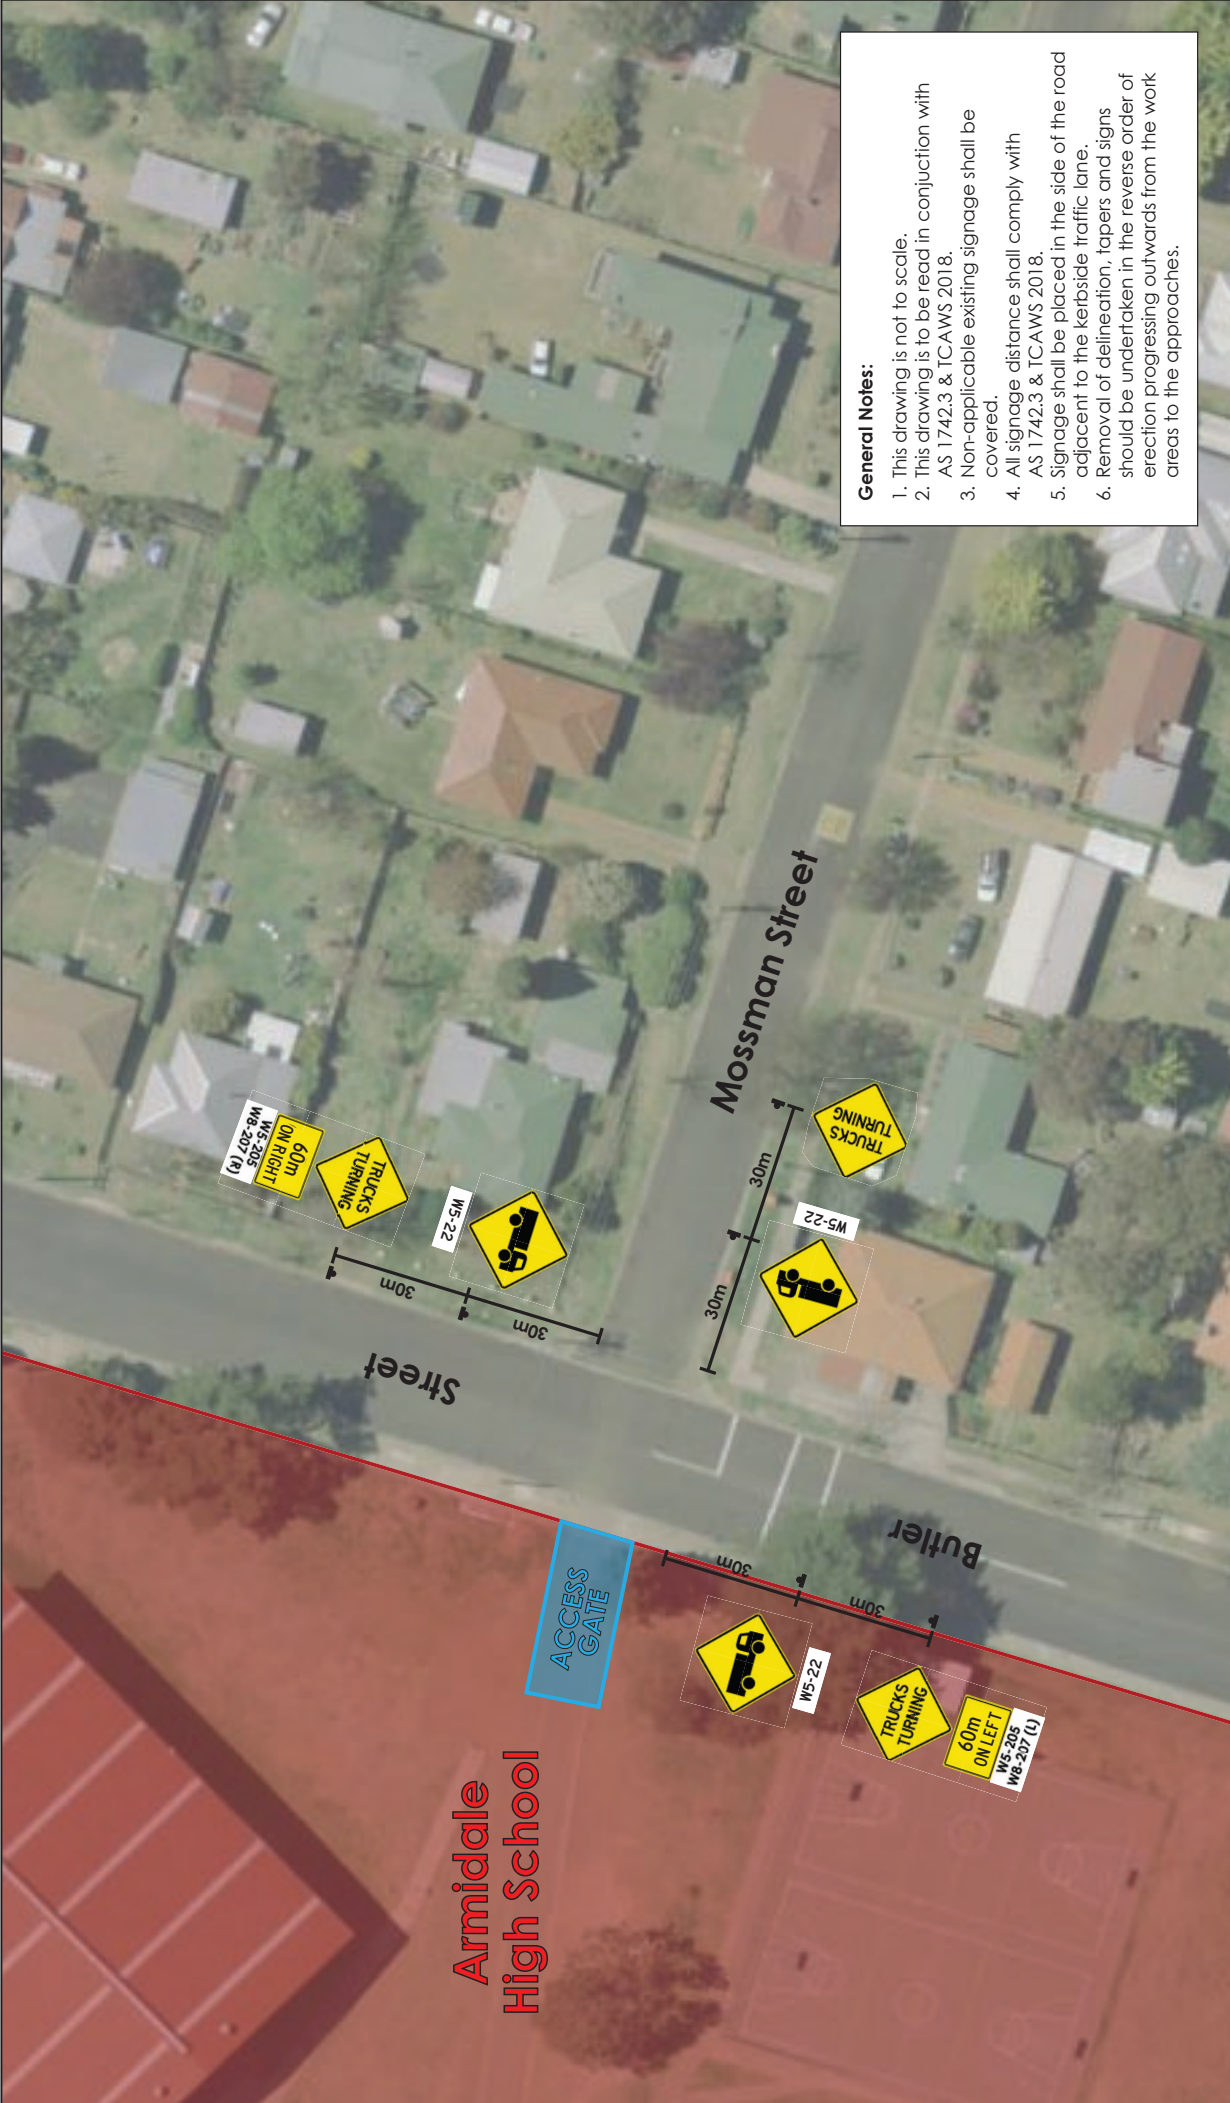 Armidale
High School
ACCESS
GATE
W5-205
W8-207 (R)
60m
ON RIGHT
TRUCKS
TURNING
W5-22
30m
30m
Street
Mossman Street
30m
30m
TRUCKS
TURNING
W5-22
Butler
30m
30m
W5-22
TRUCKS
TURNING
60m
ON LEFT
W5-205
W8-207 (L)
General Notes:
1. This drawing is not to scale.
2. This drawing is to be read in conjuction with
AS 1742.3 & TCAWS 2018.
3. Non-applicable existing signage shall be
covered.
4. All signage distance shall comply with
AS 1742.3 & TCAWS 2018.
5. Signage shall be placed in the side of the road
adjacent to the kerbside traffic lane.
6. Removal of delineation, tapers and signs
should be undertaken in the reverse order of
erection progressing outwards from the work
areas to the approaches.